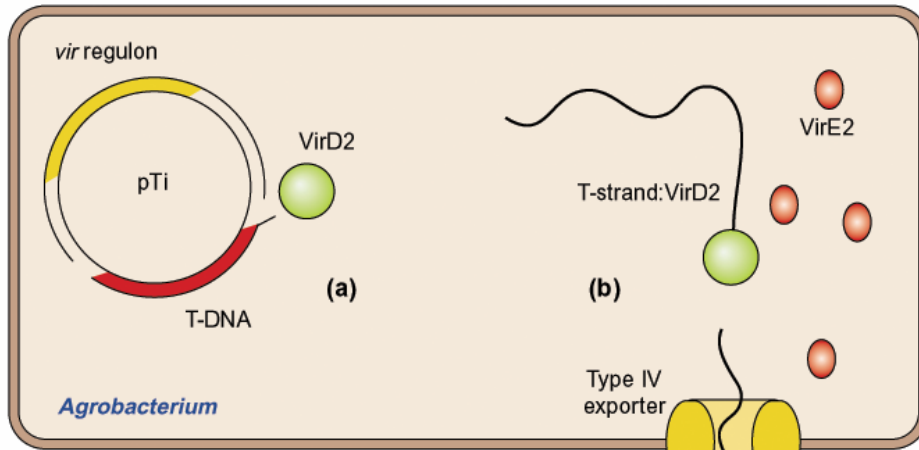 vir regulon
VirD2
pTi
T-DNA
(a)
VirE2
T-strand:VirD2
(b)
Type IV
exporter
Agrobacterium